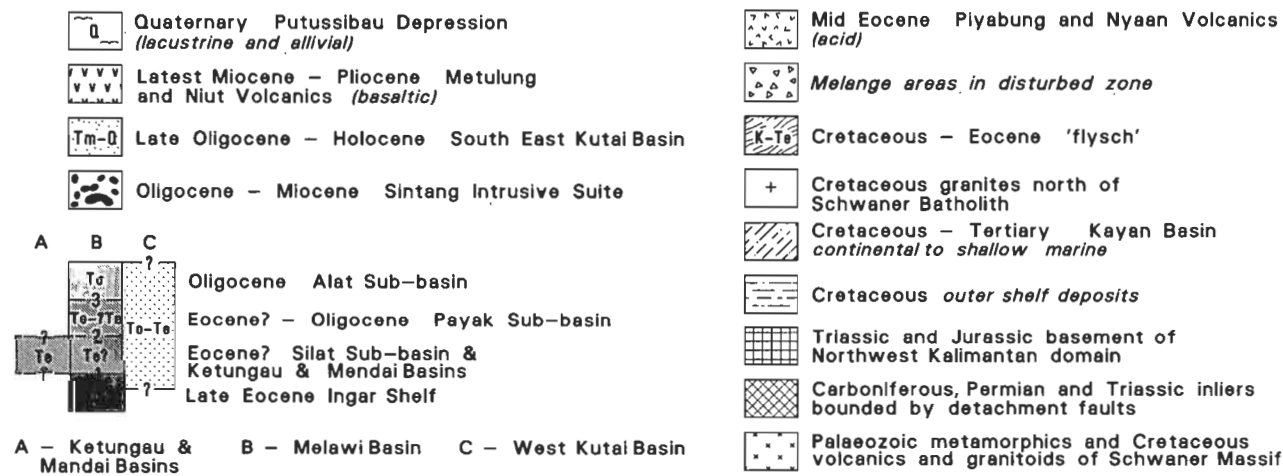 Q
Quaternary Putussibau Depression
(lacustrine and allivial)
Latest Miocene – Pliocene Metulung
and Niut Volcanics (basaltic)
Tm-Q
Late Oligocene – Holocene South East Kutai Basin
Oligocene – Miocene Sintang Intrusive Suite
A B C
?
To
Oligocene Alat Sub-basin
3
To-Te
Eocene? – Oligocene Payak Sub-basin
? 2
Te Te?
Eocene? Silat Sub-basin &
Ketungau & Mendai Basins
?
Late Eocene Ingar Shelf
A – Ketungau &
Mandai Basins
B – Melawi Basin
C – West Kutai Basin
Mid Eocene Piyabung and Nyaan Volcanics
(acid)
Melange areas in disturbed zone
K-Te
Cretaceous – Eocene 'flysch'
+
Cretaceous granites north of
Schwaner Batholith
Cretaceous – Tertiary Kayan Basin
continental to shallow marine
Cretaceous outer shelf deposits
Triassic and Jurassic basement of
Northwest Kalimantan domain
Carboniferous, Permian and Triassic inliers
bounded by detachment faults
Palaeozoic metamorphics and Cretaceous
volcanics and granitoids of Schwaner Massif